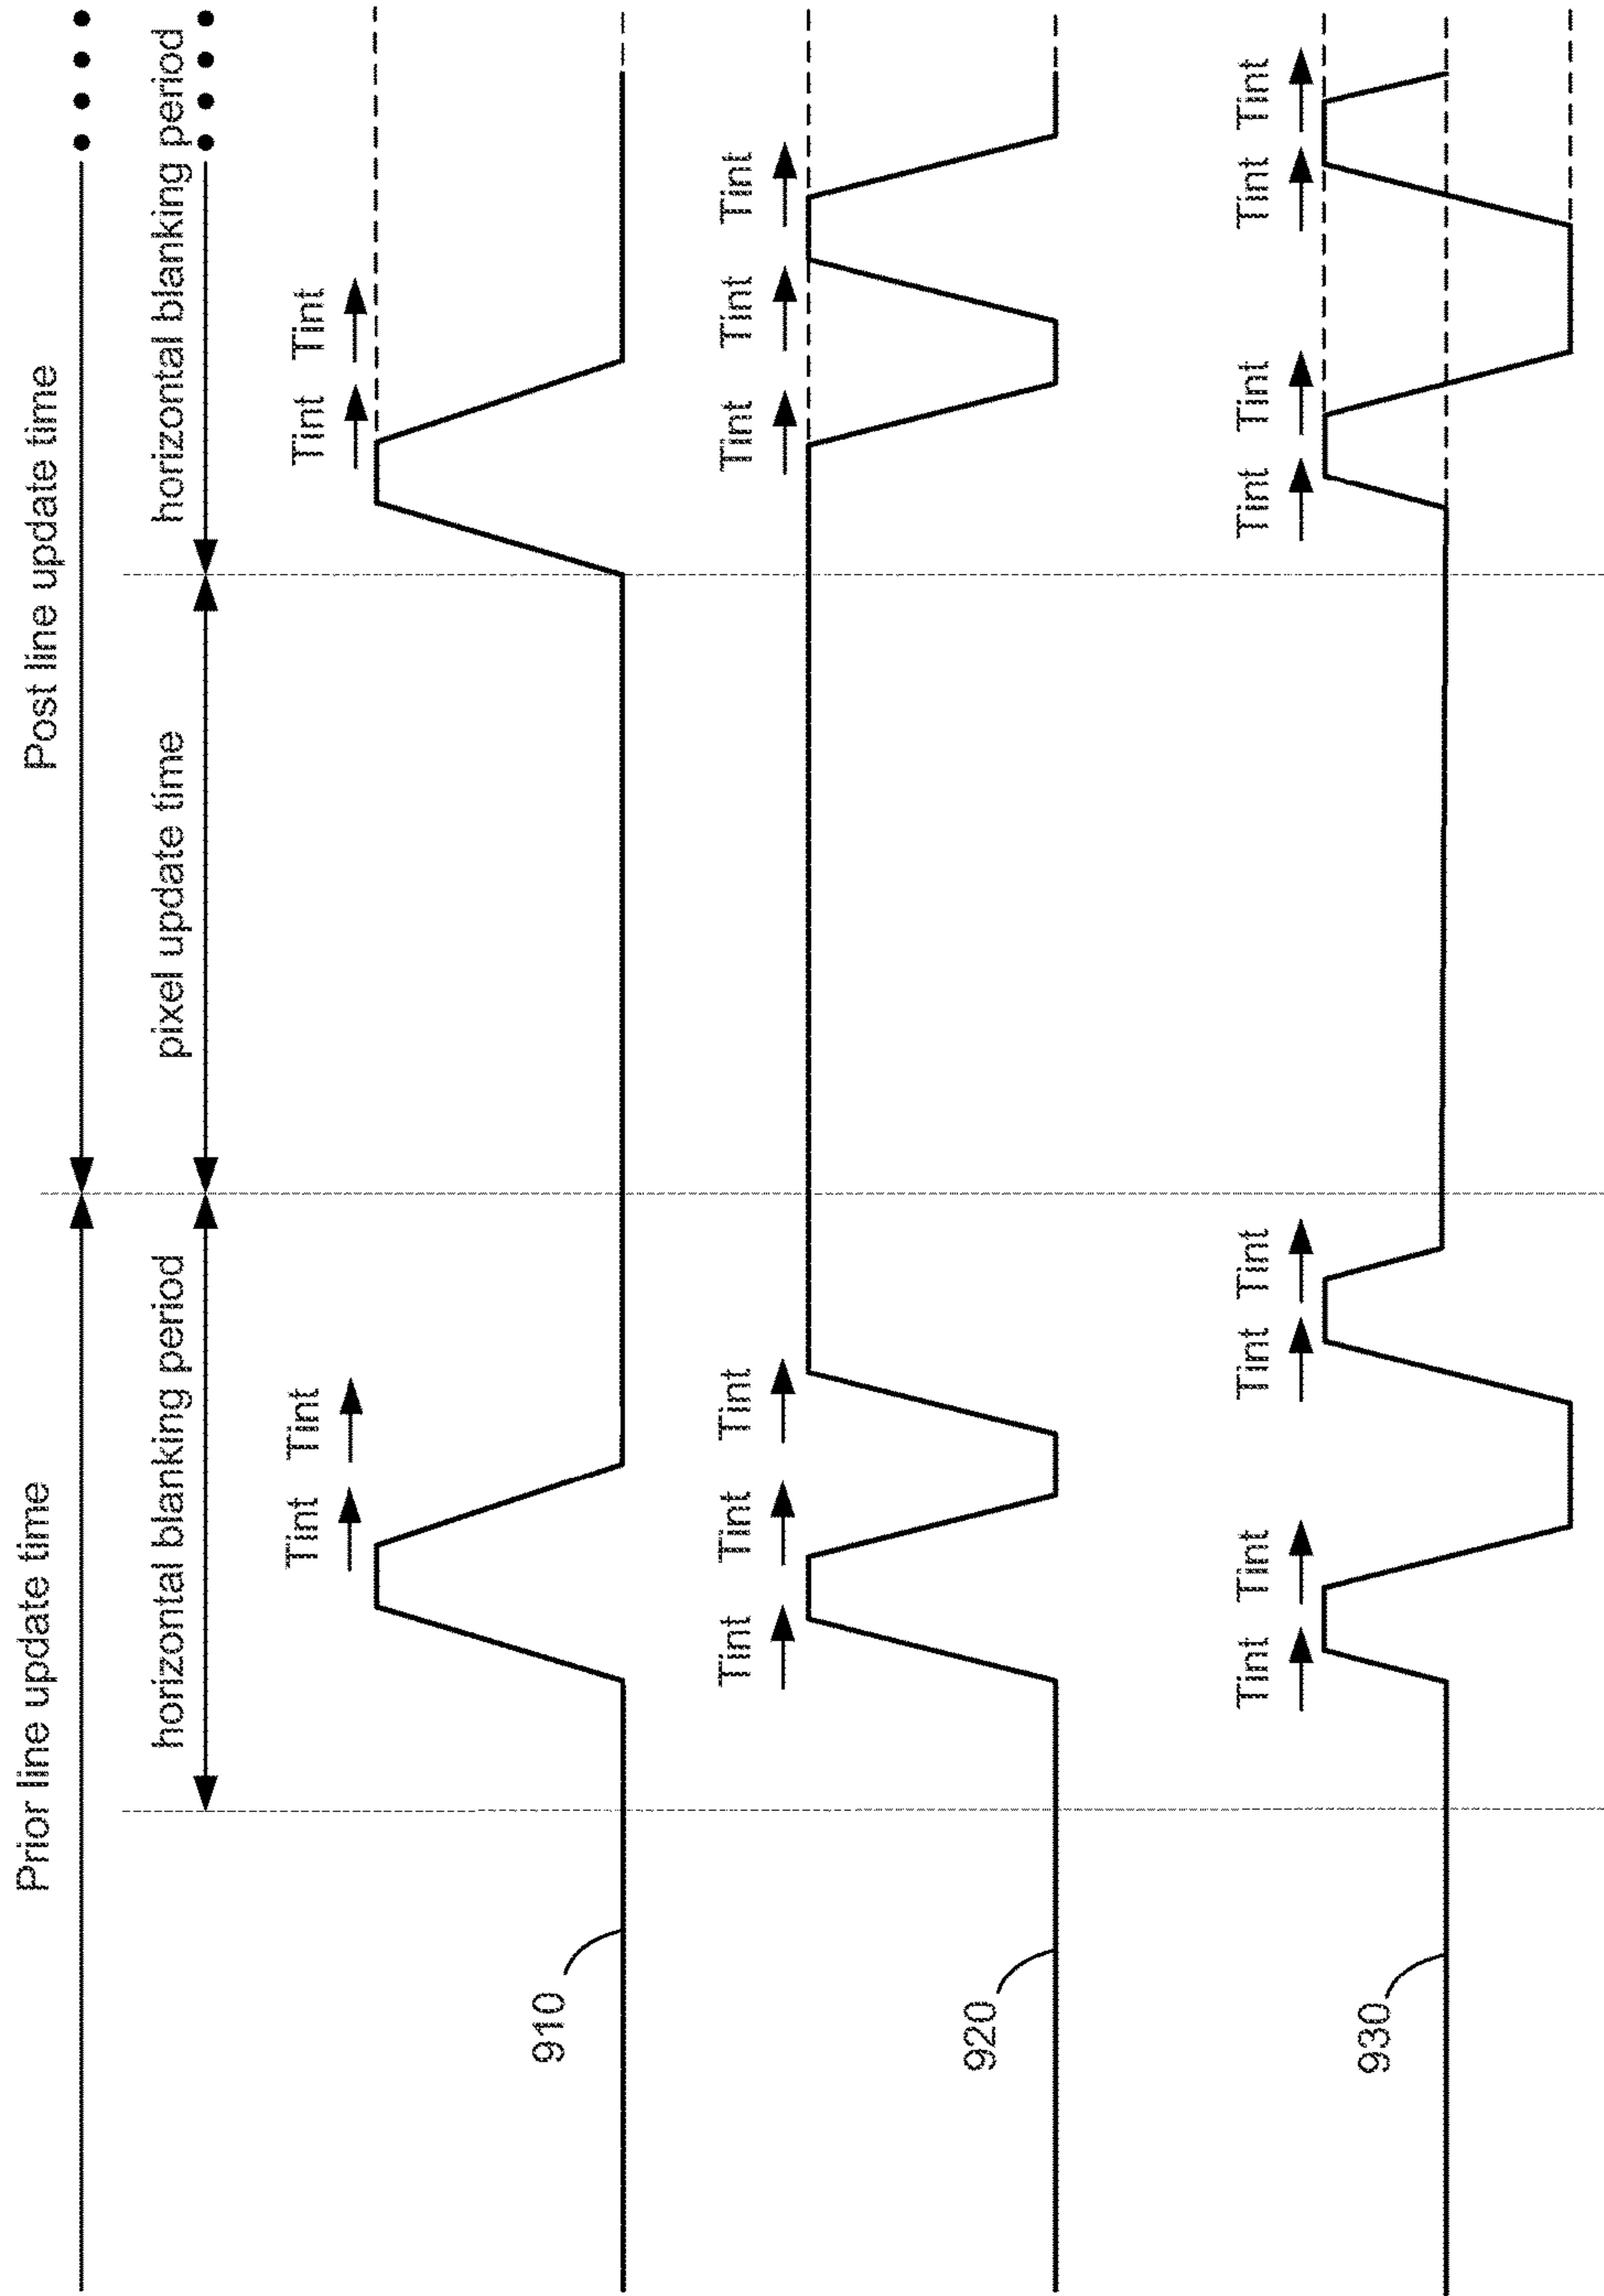 Prior line update time
Post line update time
horizontal blanking period
pixel update time
horizontal blanking period
Tint Tint
Tint Tint
910
Tint Tint Tint
Tint Tint Tint
920
Tint Tint Tint Tint
Tint Tint Tint Tint
930